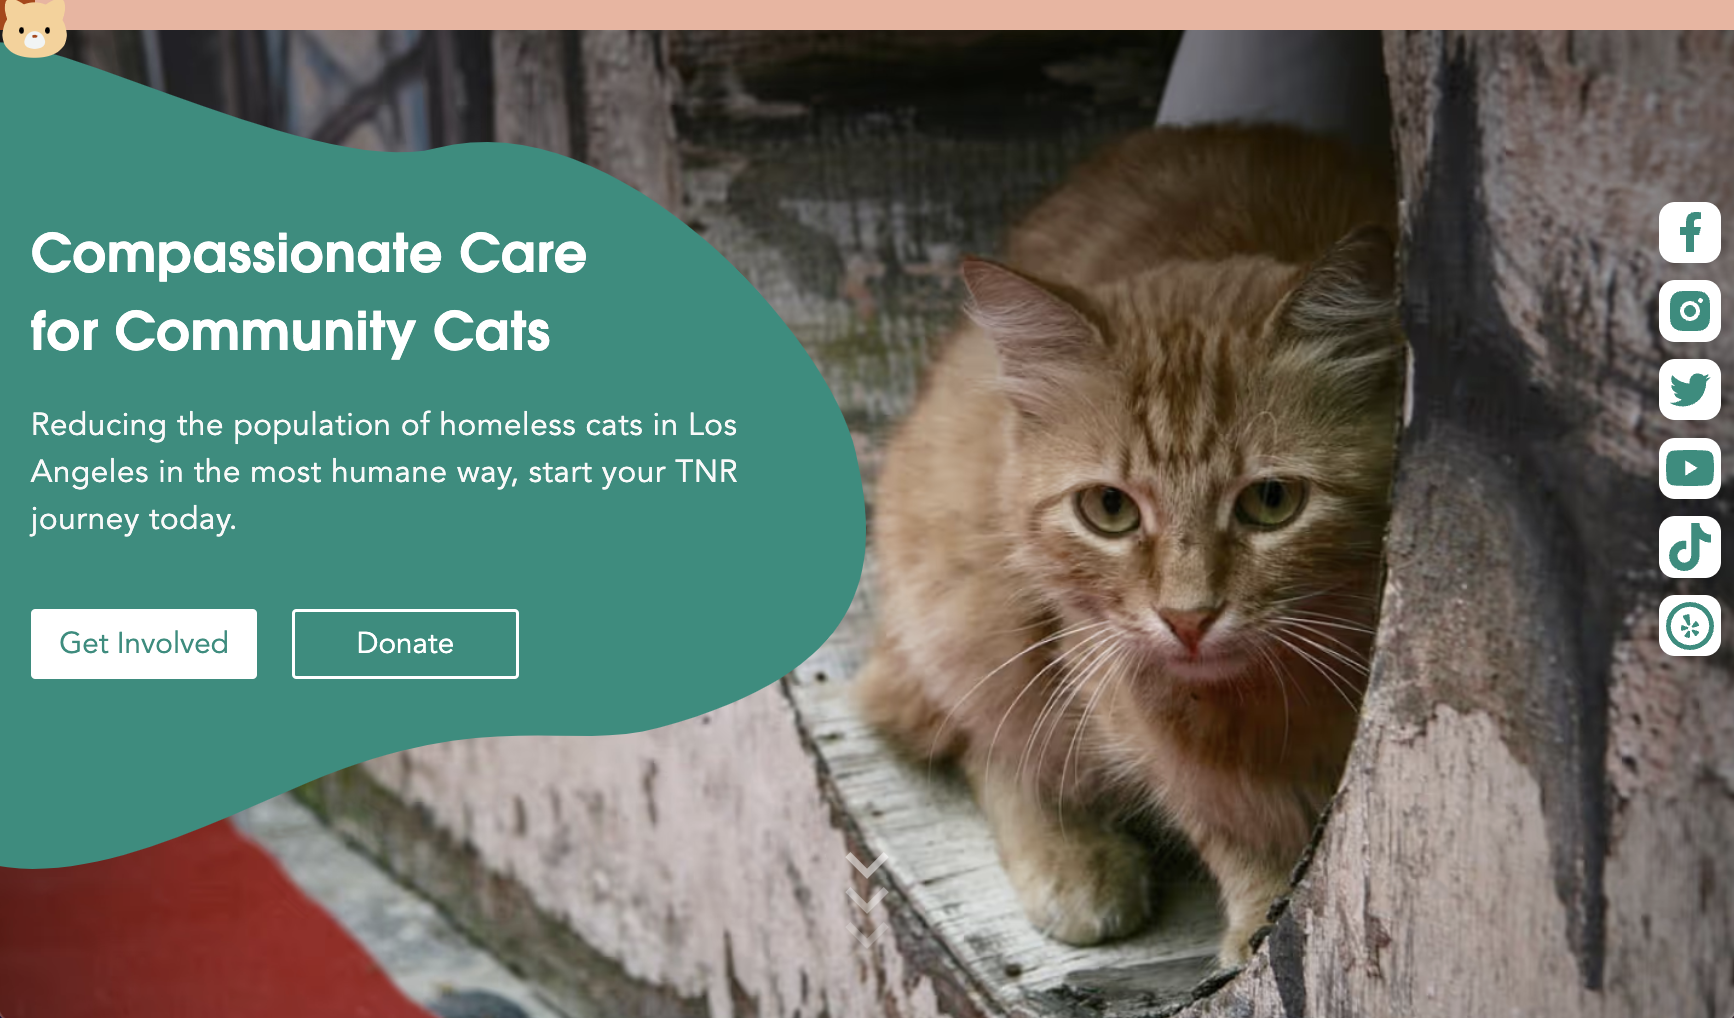 Compassionate Care
for Community Cats
Reducing the population of homeless cats in Los
Angeles in the most humane way, start your TNR
journey today.
Get Involved
Donate